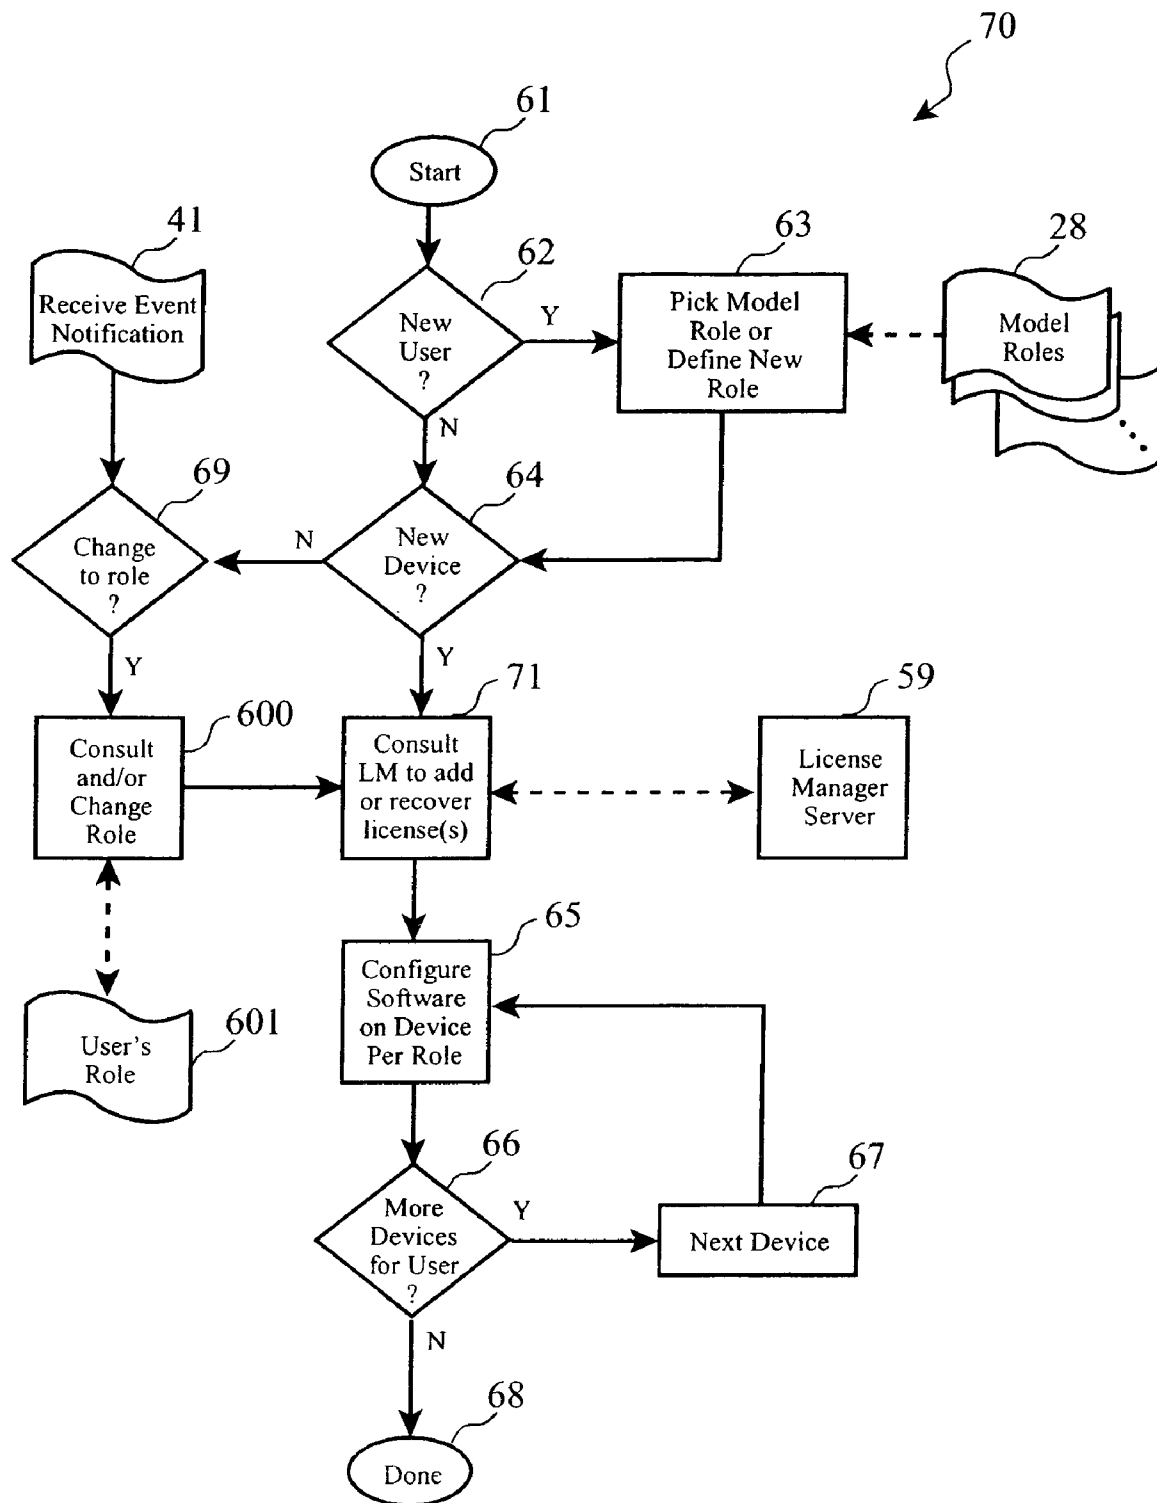 70
61
Start
41
Receive Event
Notification
62
New
User
?
Y
N
63
Pick Model
Role or
Define New
Role
28
Model
Roles
69
Change
to role
?
N
Y
64
New
Device
?
Y
600
Consult
and/or
Change
Role
71
Consult
LM to add
or recover
license(s)
59
License
Manager
Server
601
User's
Role
65
Configure
Software
on Device
Per Role
66
More
Devices
for User
?
Y
N
67
Next Device
68
Done